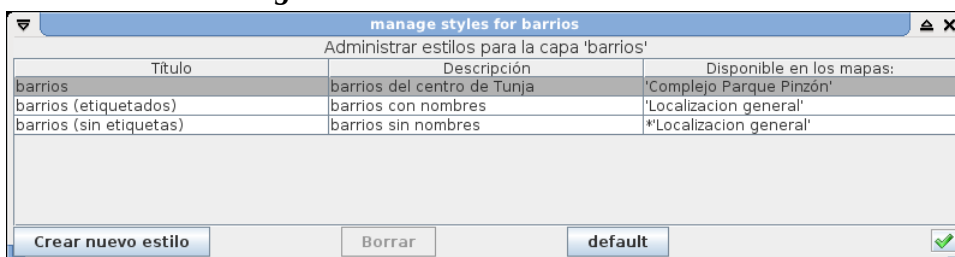 manage styles for barrios
Administrar estilos para la capa 'barrios'
Título Descripción Disponible en los mapas:
barrios barrios del centro de Tunja 'Complejo Parque Pinzón'
barrios (etiquetados) barrios con nombres 'Localizacion general'
barrios (sin etiquetas) barrios sin nombres *'Localizacion general'
Crear nuevo estilo Borrar default